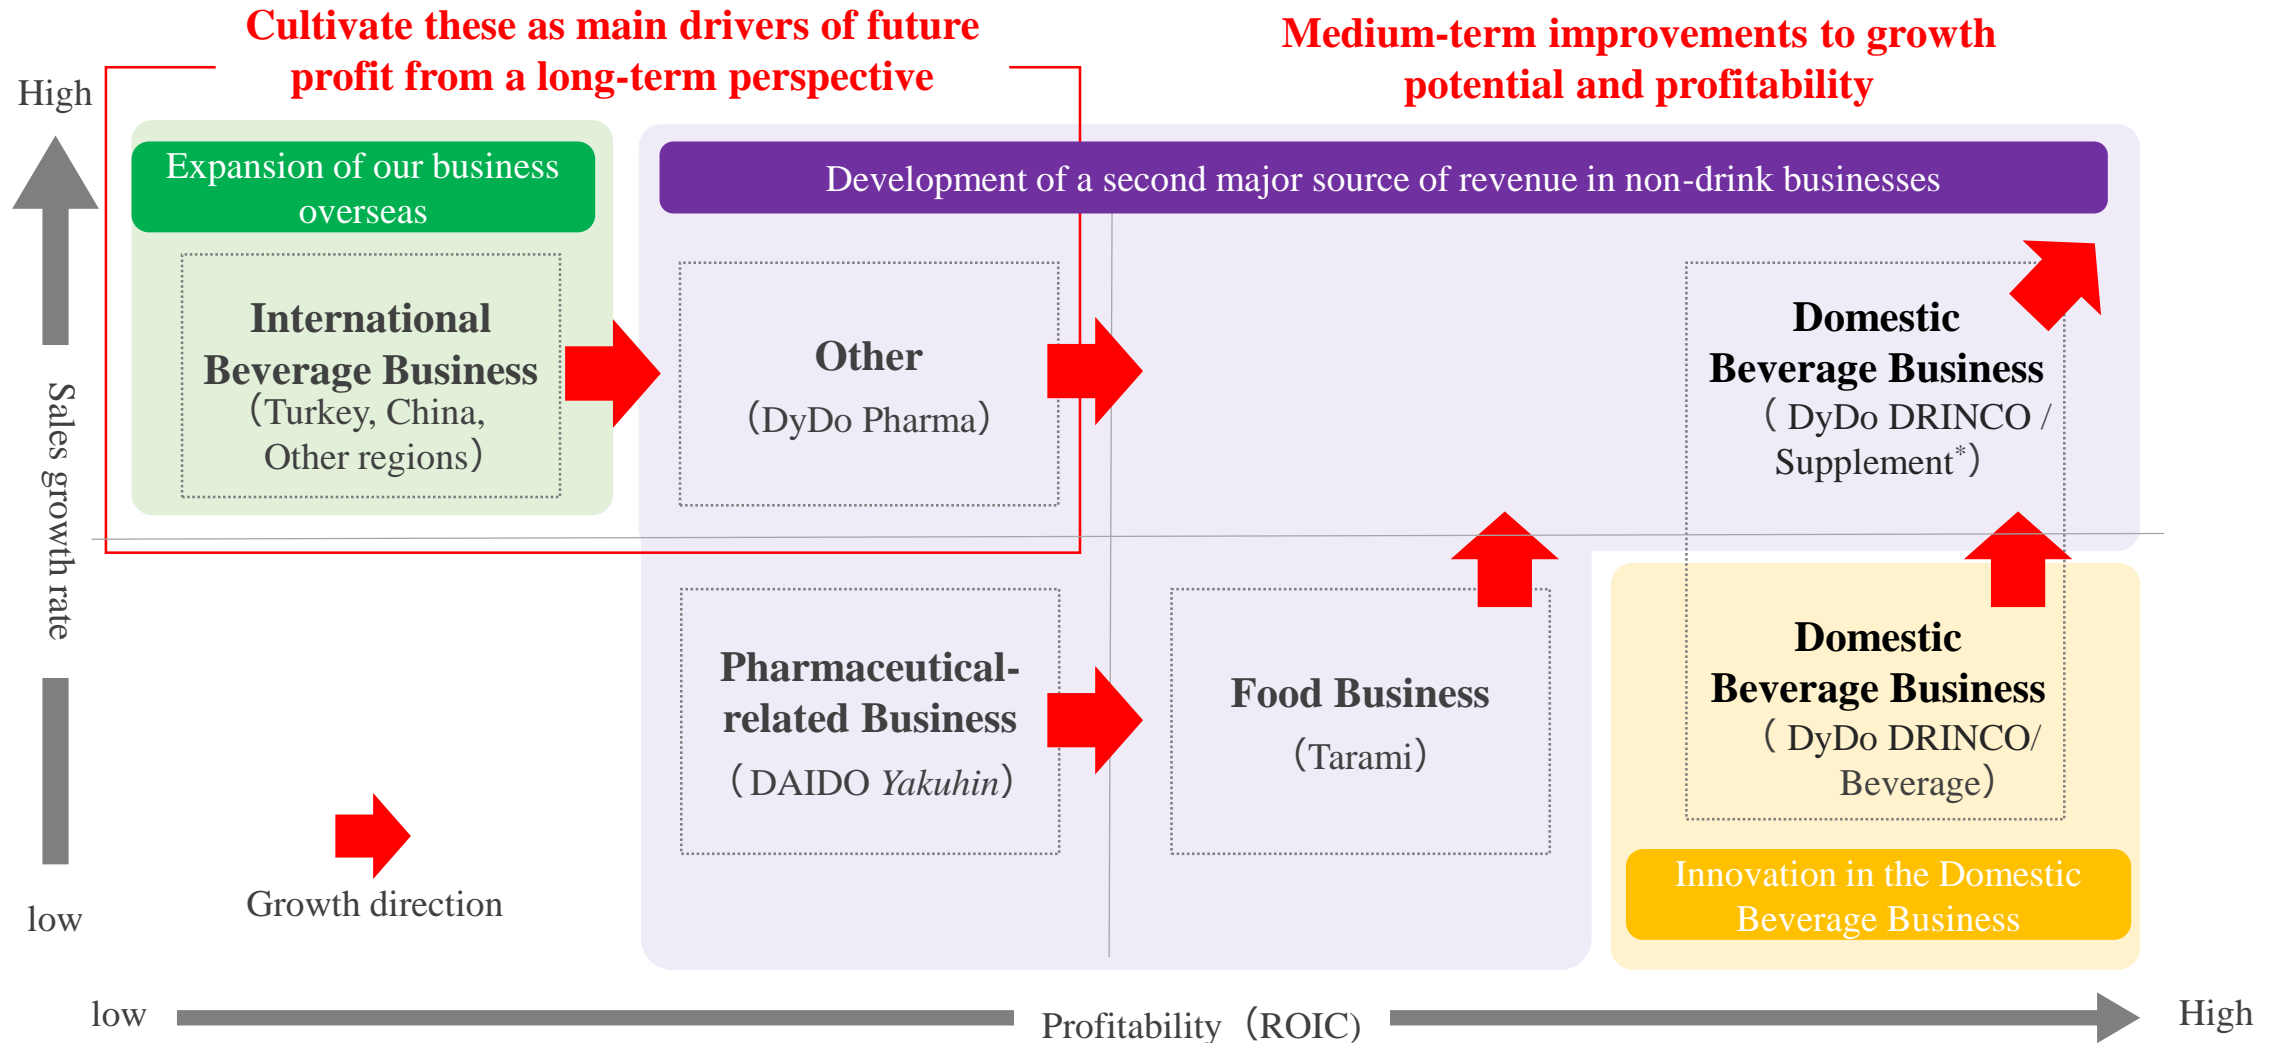 Cultivate these as main drivers of future
profit from a long-term perspective
Medium-term improvements to growth
potential and profitability
High
Sales growth rate
low
Expansion of our business
overseas
Development of a second major source of revenue in non-drink businesses
International
Beverage Business
（Turkey, China,
Other regions）
Other
（DyDo Pharma）
Domestic
Beverage Business
（ DyDo DRINCO /
Supplement*）
Pharmaceutical-
related Business
（ DAIDO Yakuhin）
Food Business
（Tarami）
Domestic
Beverage Business
（ DyDo DRINCO/
Beverage）
Innovation in the Domestic
Beverage Business
Growth direction
low
Profitability（ROIC)
High